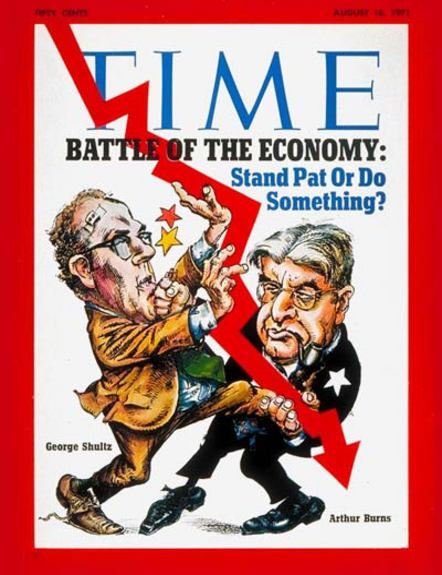 FIFTY CENTS
AUGUST 16, 1971
TIME
BATTLE OF THE ECONOMY:
Stand Pat Or Do
Something?
George Shultz
Arthur Burns